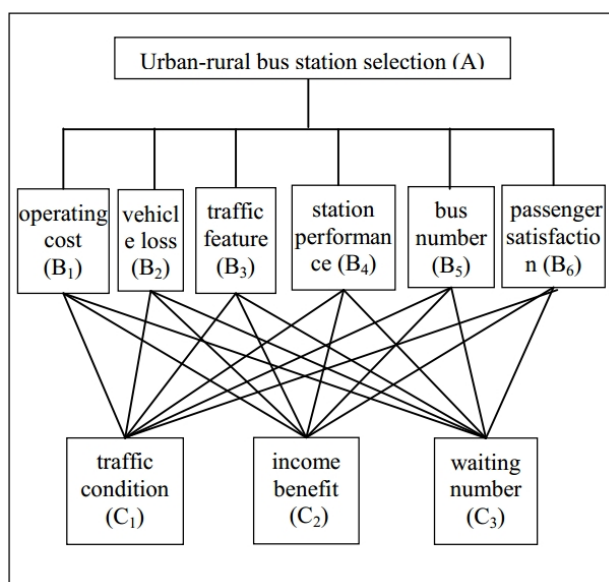 Urban-rural bus station selection (A)
operating
cost
(B₁)
vehicl
e loss
(B₂)
traffic
feature
(B₃)
station
performan
ce (B₄)
bus
number
(B₅)
passenger
satisfactio
n (B₆)
traffic
condition
(C₁)
income
benefit
(C₂)
waiting
number
(C₃)